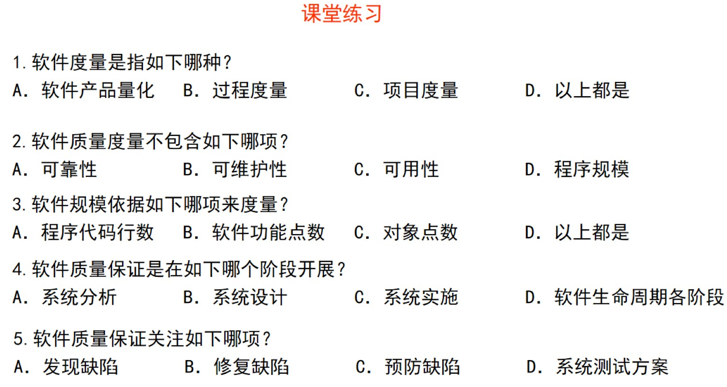 课堂练习
1.软件度量是指如下哪种？
A. 软件产品量化 B. 过程度量 C. 项目度量 D. 以上都是
2.软件质量度量不包含如下哪项？
A. 可靠性 B. 可维护性 C. 可用性 D. 程序规模
3.软件规模依据如下哪项来度量？
A. 程序代码行数 B. 软件功能点数 C. 对象点数 D. 以上都是
4.软件质量保证是在如下哪个阶段开展？
A. 系统分析 B. 系统设计 C. 系统实施 D. 软件生命周期各阶段
5.软件质量保证关注如下哪项？
A. 发现缺陷 B. 修复缺陷 C. 预防缺陷 D. 系统测试方案